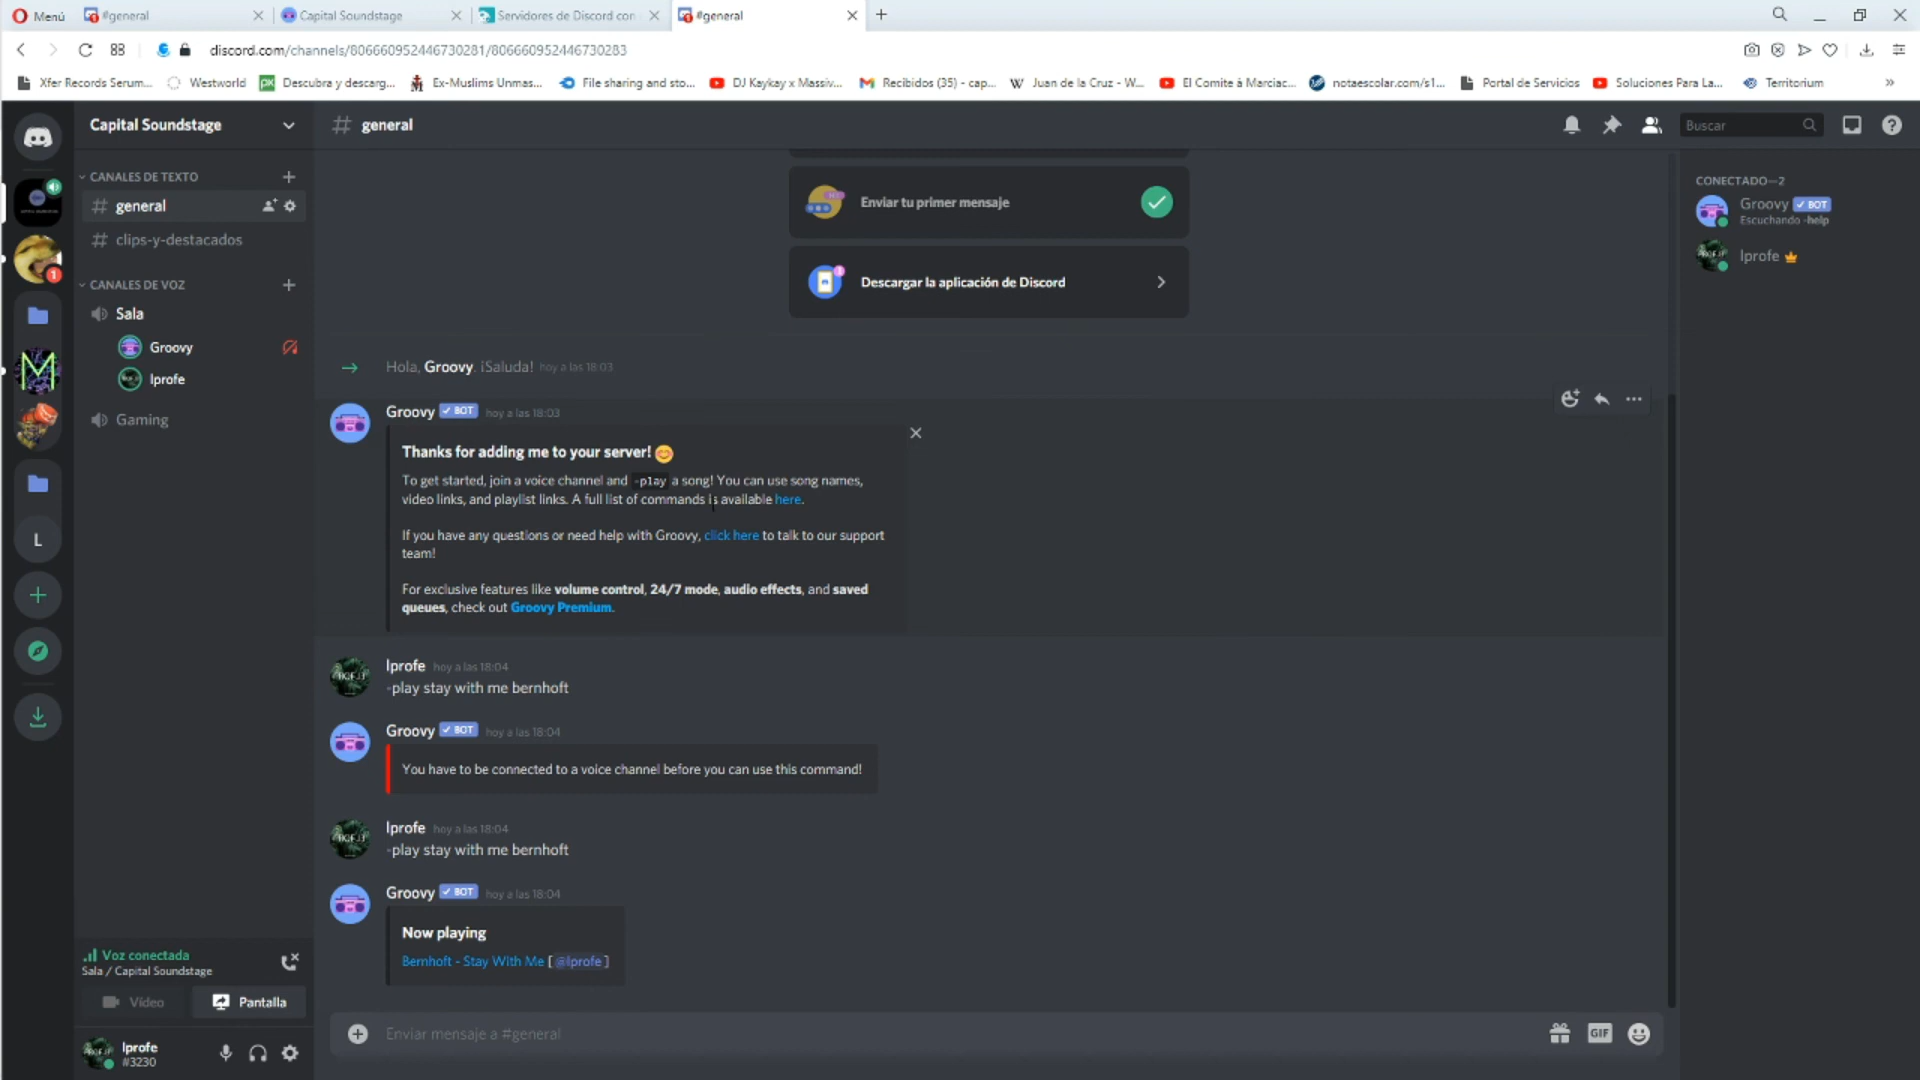 Menú
#general
Capital Soundstage
Servidores de Discord con
#general
discord.com/channels/806660952446730281/806660952446730283
Xfer Records Serum...
Westworld
Descubra y descarg...
Ex-Muslims Unmas...
File sharing and sto...
DJ Kaykay x Massiv...
Recibidos (35) - cap...
Juan de la Cruz - W...
El Comite à Marciac...
notaescolar.com/s1...
Portal de Servicios
Soluciones Para La...
Territorium
Capital Soundstage
general
Buscar
CANALES DE TEXTO
general
clips-y-destacados
CANALES DE VOZ
Sala
Groovy
lprofe
Gaming
L
Enviar tu primer mensaje
Descargar la aplicación de Discord
Hola, Groovy. ¡Saluda! hoy a las 18:03
Groovy BOT hoy a las 18:03
Thanks for adding me to your server!
To get started, join a voice channel and -play a song! You can use song names,
video links, and playlist links. A full list of commands is available here.
If you have any questions or need help with Groovy, click here to talk to our support
team!
For exclusive features like volume control, 24/7 mode, audio effects, and saved
queues, check out Groovy Premium.
lprofe hoy a las 18:04
-play stay with me bernhoft
Groovy BOT hoy a las 18:04
You have to be connected to a voice channel before you can use this command!
lprofe hoy a las 18:04
-play stay with me bernhoft
Groovy BOT hoy a las 18:04
Now playing
Bernhoft - Stay With Me [@lprofe]
Enviar mensaje a #general
GIF
CONECTADO—2
Groovy BOT
Escuchando -help
lprofe
Voz conectada
Sala / Capital Soundstage
Vídeo
Pantalla
lprofe
#3230